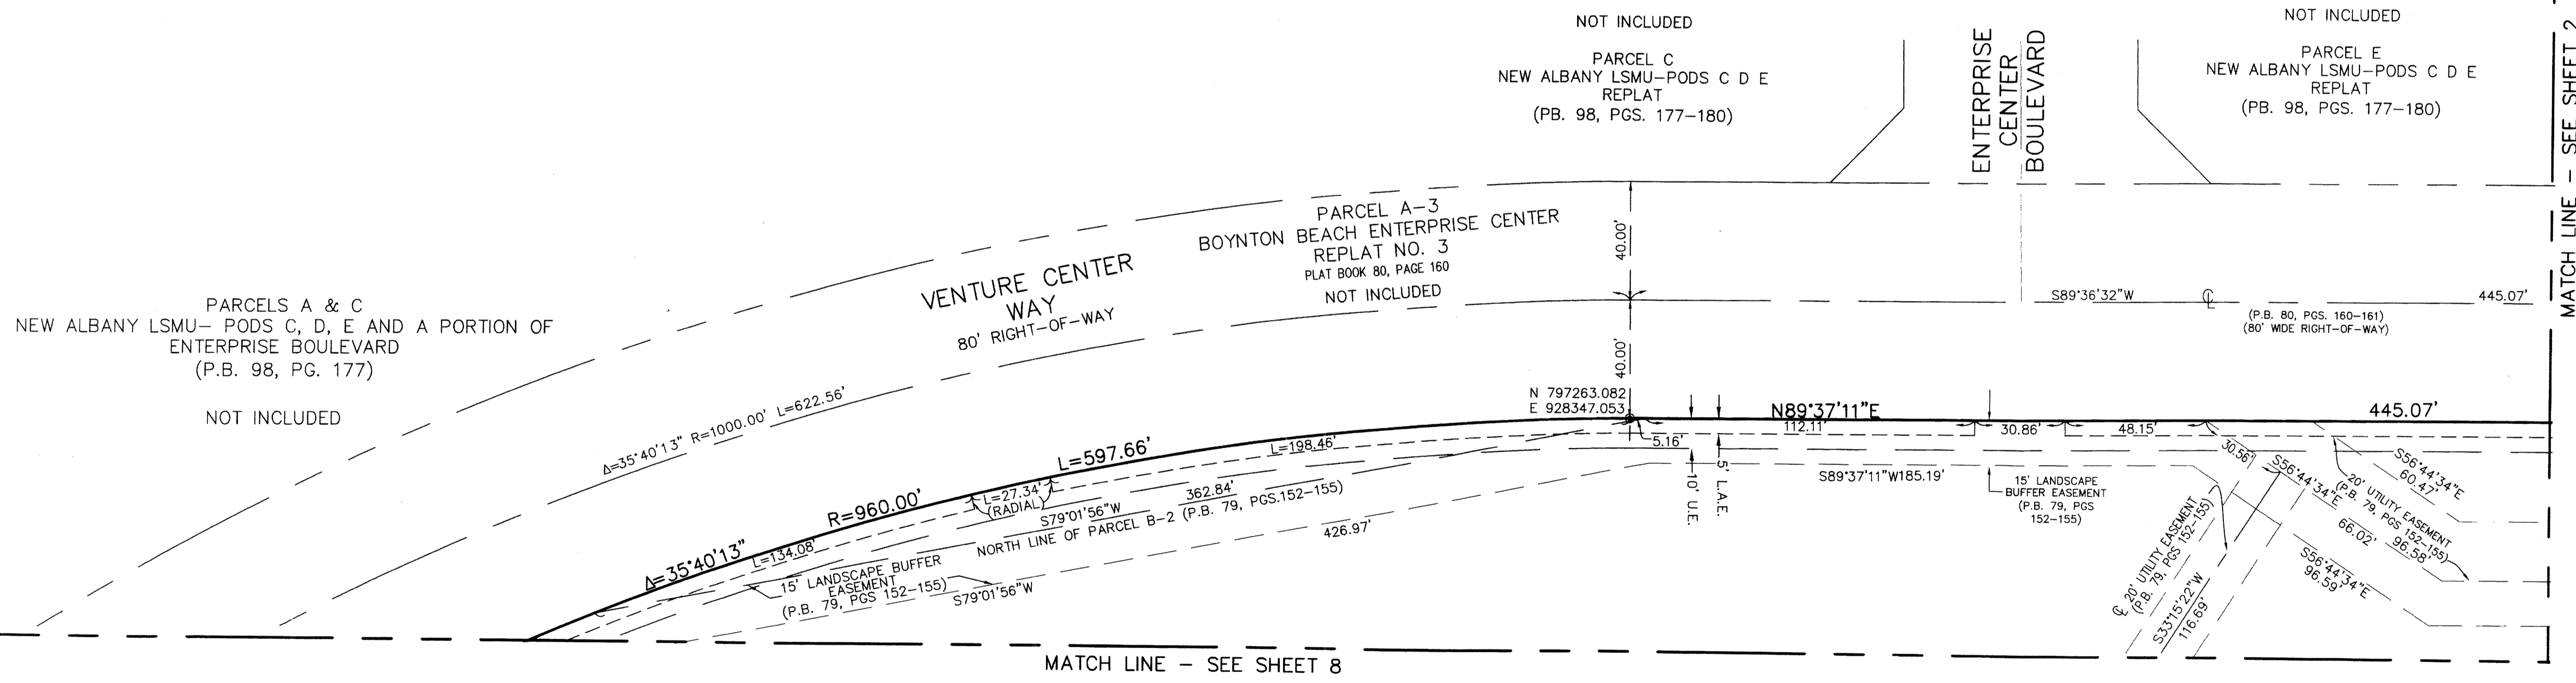 NOT INCLUDED
PARCEL C
NEW ALBANY LSMU-PODS C D E
REPLAT
(PB. 98, PGS. 177-180)
ENTERPRISE
CENTER
BOULEVARD
NOT INCLUDED
PARCEL E
NEW ALBANY LSMU-PODS C D E
REPLAT
(PB. 98, PGS. 177-180)
MATCH LINE - SEE SHEET 2
PARCEL A-3
BOYNTON BEACH ENTERPRISE CENTER
REPLAT NO. 3
PLAT BOOK 80, PAGE 160
NOT INCLUDED
VENTURE CENTER
WAY
80' RIGHT-OF-WAY
40.00'
40.00'
S89°36'32"W
℄
445.07'
(P.B. 80, PGS. 160-161)
(80' WIDE RIGHT-OF-WAY)
PARCELS A & C
NEW ALBANY LSMU- PODS C, D, E AND A PORTION OF
ENTERPRISE BOULEVARD
(P.B. 98, PG. 177)
NOT INCLUDED
Δ=35°40'13" R=1000.00' L=622.56'
N 797263.082
E 928347.053
N89°37'11"E
445.07'
112.11'
5.16'
30.86'
48.15'
30.56'
Δ=35°40'13"
R=960.00'
L=597.66'
L=198.46'
L=27.34'
(RADIAL)
L=134.08'
362.84'
S79°01'56"W
NORTH LINE OF PARCEL B-2 (P.B. 79, PGS.152-155)
426.97'
S79°01'56"W
15' LANDSCAPE BUFFER
EASEMENT
(P.B. 79, PGS 152-155)
10' U.E.
5' L.A.E.
S89°37'11"W185.19'
15' LANDSCAPE
BUFFER EASEMENT
(P.B. 79, PGS
152-155)
S56°44'34"E
60.47'
20' UTILITY EASEMENT
(P.B. 79, PGS 152-155)
S56°44'34"E
66.02'
96.58'
S56°44'34"E
96.59'
℄ 20' UTILITY EASEMENT
(P.B. 79, PGS 152-155)
S33°15'22"W
116.69'
MATCH LINE - SEE SHEET 8